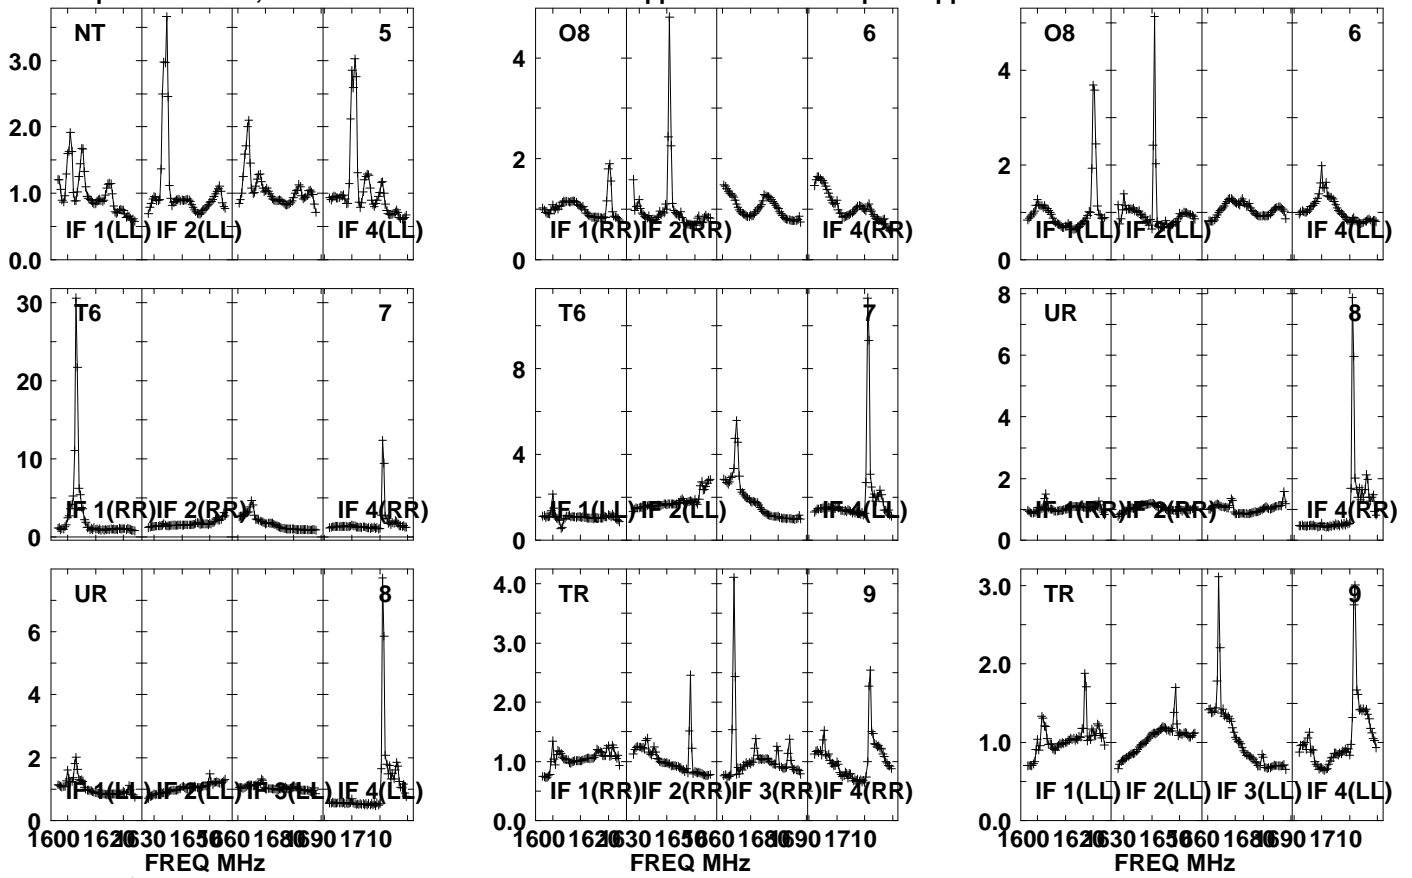 NT 5
3.0
2.0
1.0
0.0
IF 1(LL) IF 2(LL) IF 4(LL)
O8 6
4
2
0
IF 1(RR) IF 2(RR) IF 4(RR)
O8 6
4
2
0
IF 1(LL) IF 2(LL) IF 4(LL)
T6 7
30
20
10
0
IF 1(RR) IF 2(RR) IF 4(RR)
T6 7
8
4
0
IF 1(LL) IF 2(LL) IF 4(LL)
UR 8
8
6
4
2
0
IF 1(RR) IF 2(RR) IF 4(RR)
UR 8
6
4
2
0
IF 1(LL) IF 2(LL) IF 3(LL) IF 4(LL)
1600 1620 1630 1650 1660 1680 1690 1710
FREQ MHz
TR 9
4.0
3.0
2.0
1.0
0.0
IF 1(RR) IF 2(RR) IF 3(RR) IF 4(RR)
1600 1620 1630 1650 1660 1680 1690 1710
FREQ MHz
TR 9
3.0
2.0
1.0
0.0
IF 1(LL) IF 2(LL) IF 3(LL) IF 4(LL)
1600 1620 1630 1650 1660 1680 1690 1710
FREQ MHz